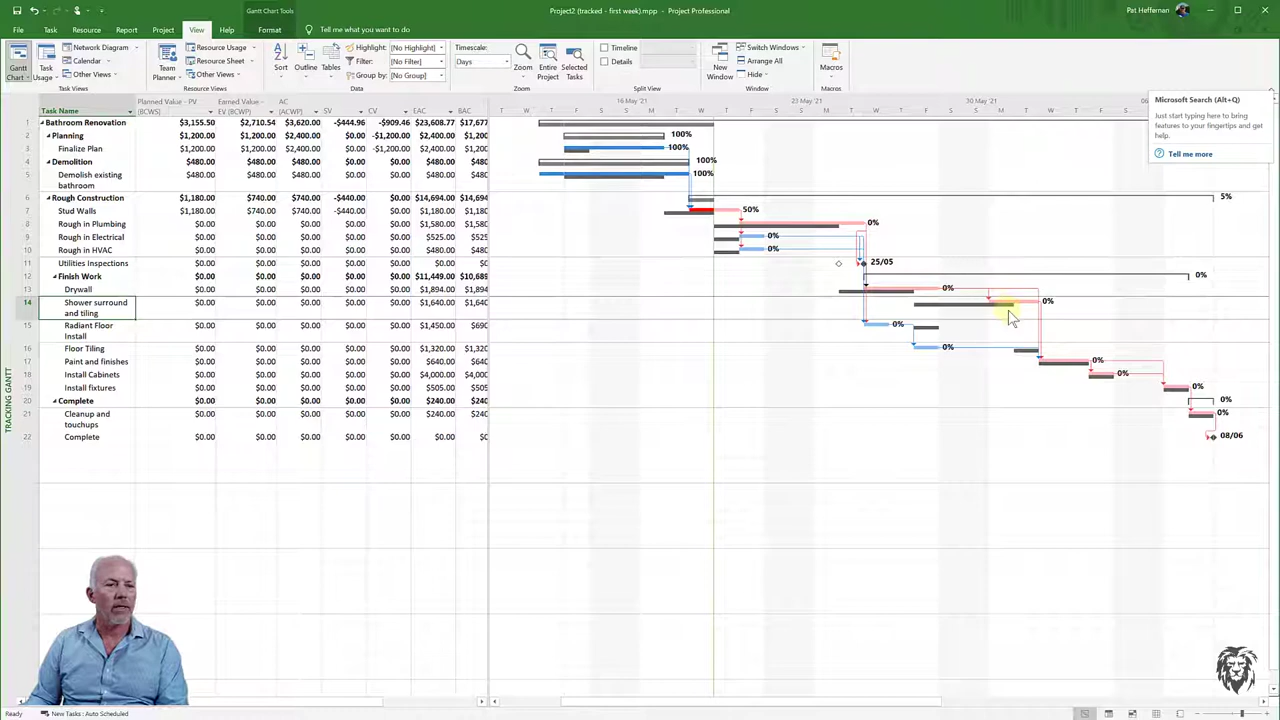 Gantt Chart Tools
Project2 (tracked - first week).mpp - Project Professional
Pat Heffernan
File Task Resource Report Project View Help Format Tell me what you want to do
Gantt Chart
Task Usage
Network Diagram
Calendar
Other Views
Task Views
Team Planner
Resource Usage
Resource Sheet
Other Views
Resource Views
Sort Outline Tables
Highlight: [No Highlight]
Filter: [No Filter]
Group by: [No Group]
Data
Timescale:
Days
Zoom
Entire Project
Selected Tasks
Zoom
Timeline
Details
Split View
New Window
Switch Windows
Arrange All
Hide
Window
Macros
Macros
Microsoft Search (Alt+Q)
Just start typing here to bring
features to your fingertips and get
help.
Tell me more
Task Name
Planned Value - PV (BCWS)
Earned Value - EV (BCWP)
AC (ACWP)
SV CV EAC BAC
16 May '21 23 May '21 30 May '21
1 Bathroom Renovation $3,155.50 $2,710.54 $3,620.00 -$444.96 -$909.46 $23,608.77 $17,677
2 Planning $1,200.00 $1,200.00 $2,400.00 $0.00 -$1,200.00 $2,400.00 $1,200 100%
3 Finalize Plan $1,200.00 $1,200.00 $2,400.00 $0.00 -$1,200.00 $2,400.00 $1,200 100%
4 Demolition $480.00 $480.00 $480.00 $0.00 $0.00 $480.00 $480 100%
5 Demolish existing bathroom $480.00 $480.00 $480.00 $0.00 $0.00 $480.00 $480 100%
6 Rough Construction $1,180.00 $740.00 $740.00 -$440.00 $0.00 $14,694.00 $14,694 5%
7 Stud Walls $1,180.00 $740.00 $740.00 -$440.00 $0.00 $1,180.00 $1,180 50%
8 Rough in Plumbing $0.00 $0.00 $0.00 $0.00 $0.00 $1,580.00 $1,580 0%
9 Rough in Electrical $0.00 $0.00 $0.00 $0.00 $0.00 $525.00 $525 0%
10 Rough in HVAC $0.00 $0.00 $0.00 $0.00 $0.00 $480.00 $480 0%
11 Utilities Inspections $0.00 $0.00 $0.00 $0.00 $0.00 $0.00 $0 25/05
12 Finish Work $0.00 $0.00 $0.00 $0.00 $0.00 $11,449.00 $10,689 0%
13 Drywall $0.00 $0.00 $0.00 $0.00 $0.00 $1,894.00 $1,894 0%
14 Shower surround and tiling $0.00 $0.00 $0.00 $0.00 $0.00 $1,640.00 $1,640 0%
15 Radiant Floor Install $0.00 $0.00 $0.00 $0.00 $0.00 $1,450.00 $690 0%
16 Floor Tiling $0.00 $0.00 $0.00 $0.00 $0.00 $1,320.00 $1,320 0%
17 Paint and finishes $0.00 $0.00 $0.00 $0.00 $0.00 $640.00 $640 0%
18 Install Cabinets $0.00 $0.00 $0.00 $0.00 $0.00 $4,000.00 $4,000 0%
19 Install fixtures $0.00 $0.00 $0.00 $0.00 $0.00 $505.00 $505 0%
20 Complete $0.00 $0.00 $0.00 $0.00 $0.00 $240.00 $240 0%
21 Cleanup and touchups $0.00 $0.00 $0.00 $0.00 $0.00 $240.00 $240 0%
22 Complete $0.00 $0.00 $0.00 $0.00 $0.00 $0.00 $0 08/06
TRACKING GANTT
Ready New Tasks : Auto Scheduled